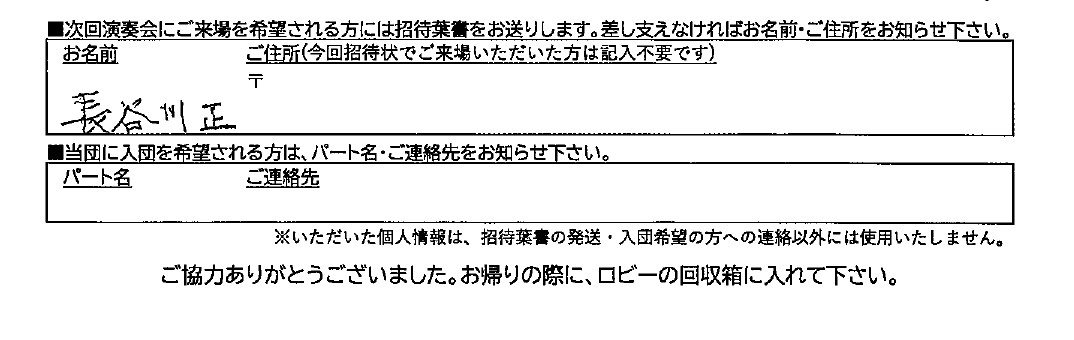 ■次回演奏会にご来場を希望される方には招待葉書をお送りします。差し支えなければお名前・ご住所をお知らせ下さい。
お名前 ご住所(今回招待状でご来場いただいた方は記入不要です)
〒
長谷川正
■当団に入団を希望される方は、パート名・ご連絡先をお知らせ下さい。
パート名 ご連絡先
※いただいた個人情報は、招待葉書の発送・入団希望の方への連絡以外には使用いたしません。
ご協力ありがとうございました。お帰りの際に、ロビーの回収箱に入れて下さい。